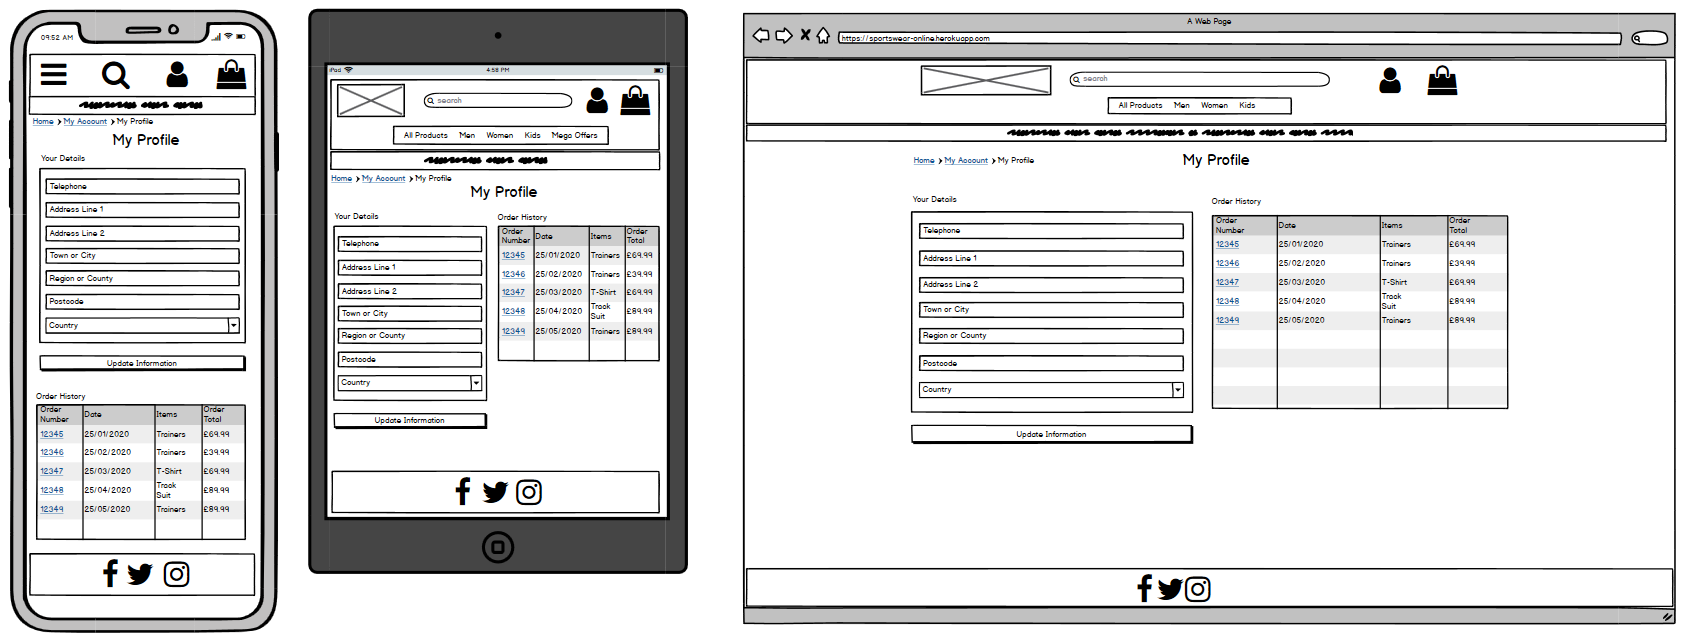 09:52 AM
Home > My Account > My Profile
My Profile
Your Details
Telephone
Address Line 1
Address Line 2
Town or City
Region or County
Postcode
Country
Update Information
Order History
Order Number Date Items Order Total
12345 25/01/2020 Trainers £69.99
12346 25/02/2020 Trainers £39.99
12347 25/03/2020 T-Shirt £69.99
12348 25/04/2020 Track Suit £89.99
12349 25/05/2020 Trainers £89.99
iPad 4:58 PM
search
All Products Men Women Kids Mega Offers
Home > My Account > My Profile
My Profile
Your Details
Telephone
Address Line 1
Address Line 2
Town or City
Region or County
Postcode
Country
Update Information
Order History
Order Number Date Items Order Total
12345 25/01/2020 Trainers £69.99
12346 25/02/2020 Trainers £39.99
12347 25/03/2020 T-Shirt £69.99
12348 25/04/2020 Track Suit £89.99
12349 25/05/2020 Trainers £89.99
A Web Page
https://sportswear-online.herokuapp.com
search
All Products Men Women Kids
Home > My Account > My Profile
My Profile
Your Details
Telephone
Address Line 1
Address Line 2
Town or City
Region or County
Postcode
Country
Update Information
Order History
Order Number Date Items Order Total
12345 25/01/2020 Trainers £69.99
12346 25/02/2020 Trainers £39.99
12347 25/03/2020 T-Shirt £69.99
12348 25/04/2020 Track Suit £89.99
12349 25/05/2020 Trainers £89.99